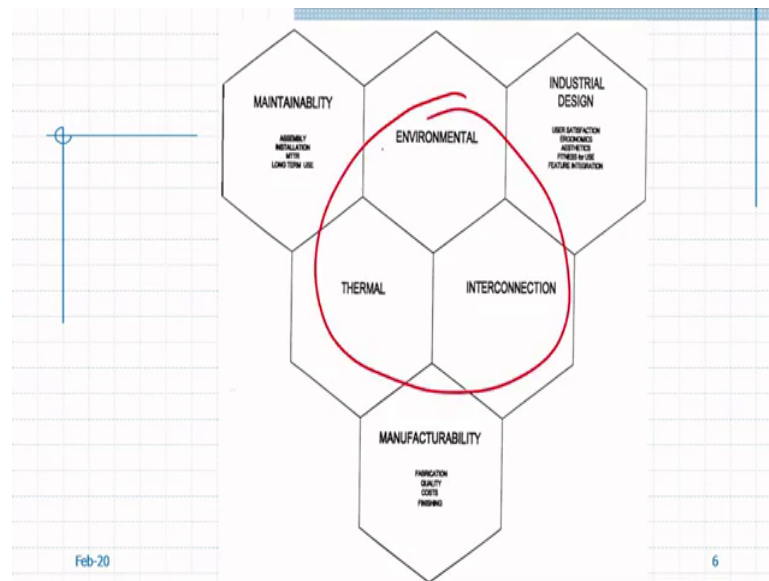 MAINTAINABLITY
ASSEMBLY
INSTALLATION
MTTR
LONG TERM USE
ENVIRONMENTAL
INDUSTRIAL
DESIGN
USER SATISFACTION
ERGONOMICS
AESTHETICS
FITNESS for USE
FEATURE INTEGRATION
THERMAL
INTERCONNECTION
MANUFACTURABILITY
FABRICATION
QUALITY
COSTS
FINISHING
Feb-20
6